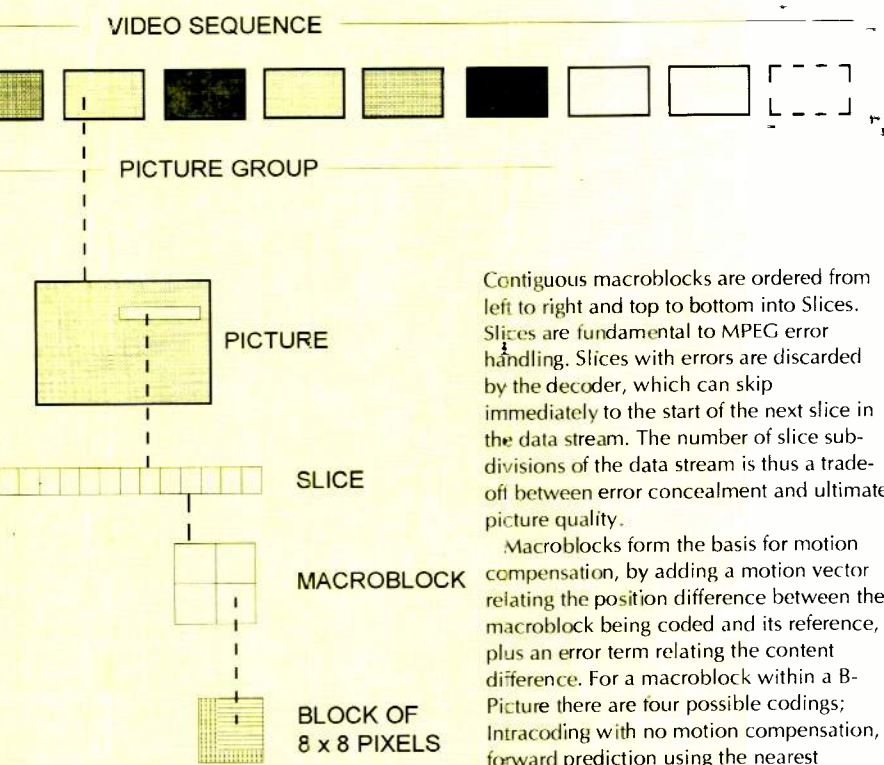 VIDEO SEQUENCE
PICTURE GROUP
PICTURE
SLICE
MACROBLOCK
BLOCK OF
8 x 8 PIXELS
Contiguous macroblocks are ordered from
left to right and top to bottom into Slices.
Slices are fundamental to MPEG error
handling. Slices with errors are discarded
by the decoder, which can skip
immediately to the start of the next slice in
the data stream. The number of slice sub-
divisions of the data stream is thus a trade-
off between error concealment and ultimate
picture quality.
Macroblocks form the basis for motion
compensation, by adding a motion vector
relating the position difference between the
macroblock being coded and its reference,
plus an error term relating the content
difference. For a macroblock within a B-
Picture there are four possible codings;
Intracoding with no motion compensation,
forward prediction using the nearest